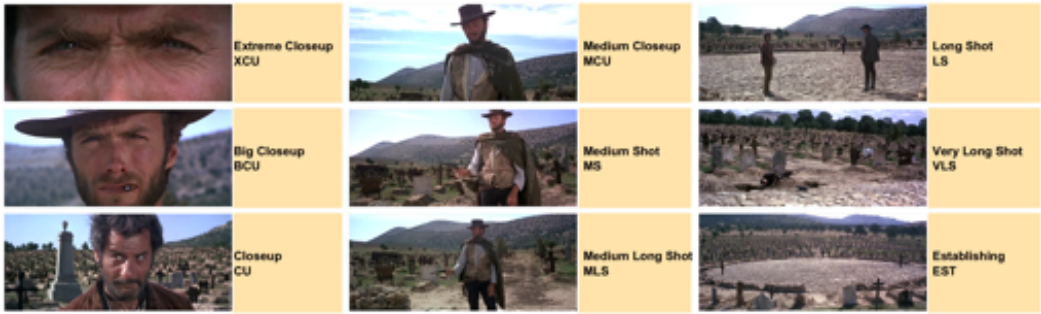 Extreme Closeup
XCU
Big Closeup
BCU
Closeup
CU
Medium Closeup
MCU
Medium Shot
MS
Medium Long Shot
MLS
Long Shot
LS
Very Long Shot
VLS
Establishing
EST